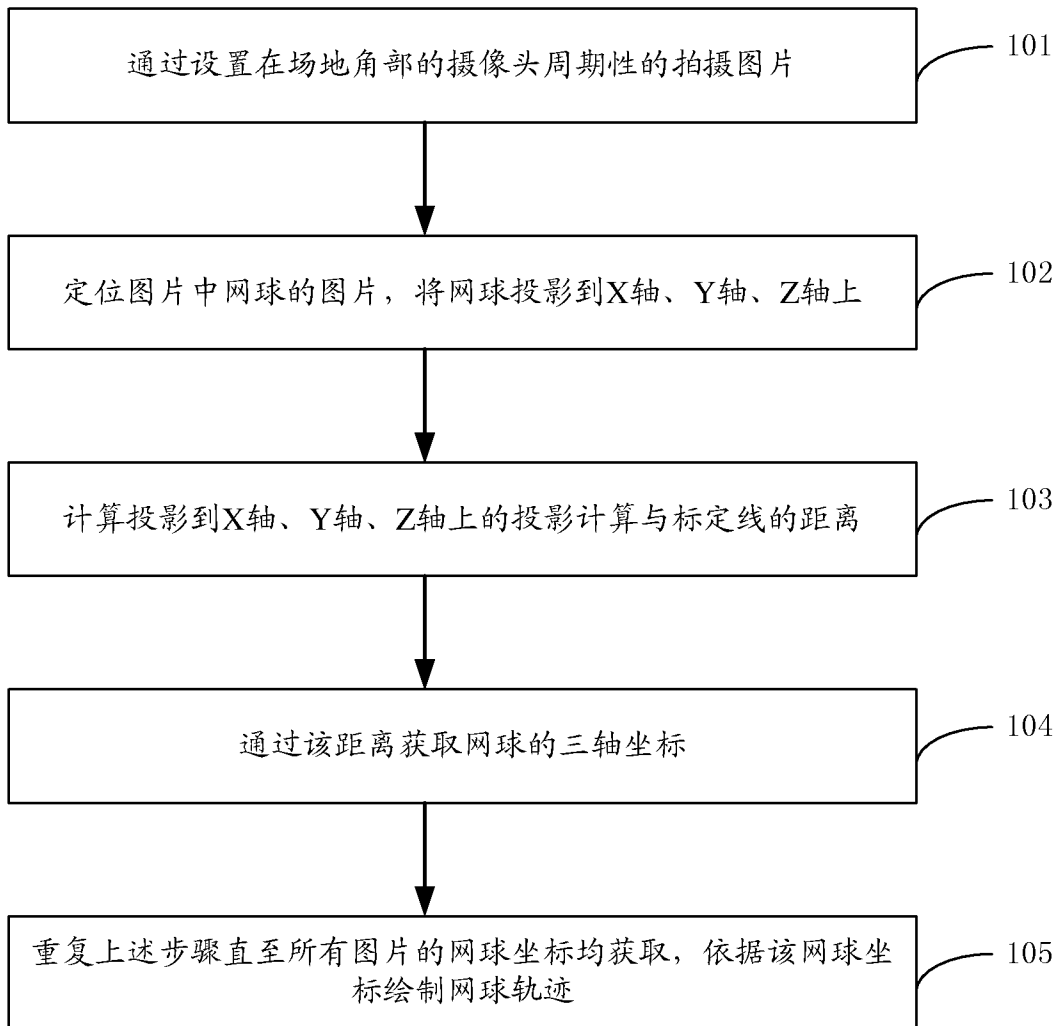 通过设置在场地角部的摄像头周期性的拍摄图片
101
定位图片中网球的图片，将网球投影到X轴、Y轴、Z轴上
102
计算投影到X轴、Y轴、Z轴上的投影计算与标定线的距离
103
通过该距离获取网球的三轴坐标
104
重复上述步骤直至所有图片的网球坐标均获取，依据该网球坐
标绘制网球轨迹
105